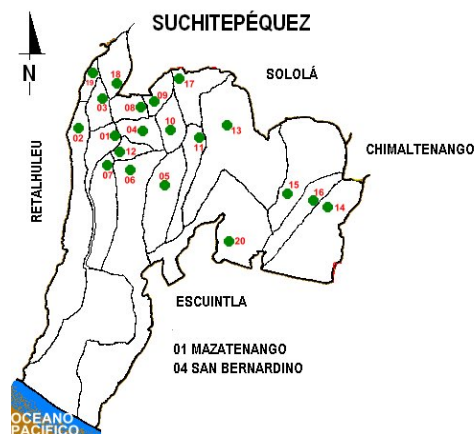 SUCHITEPÉQUEZ
N
SOLOLÁ
CHIMALTENANGO
RETALHULEU
19
18
17
03
08
09
02
01
04
10
11
13
12
07
06
05
15
16
14
20
ESCUINTLA
01 MAZATENANGO
04 SAN BERNARDINO
OCEANO
PACIFICO